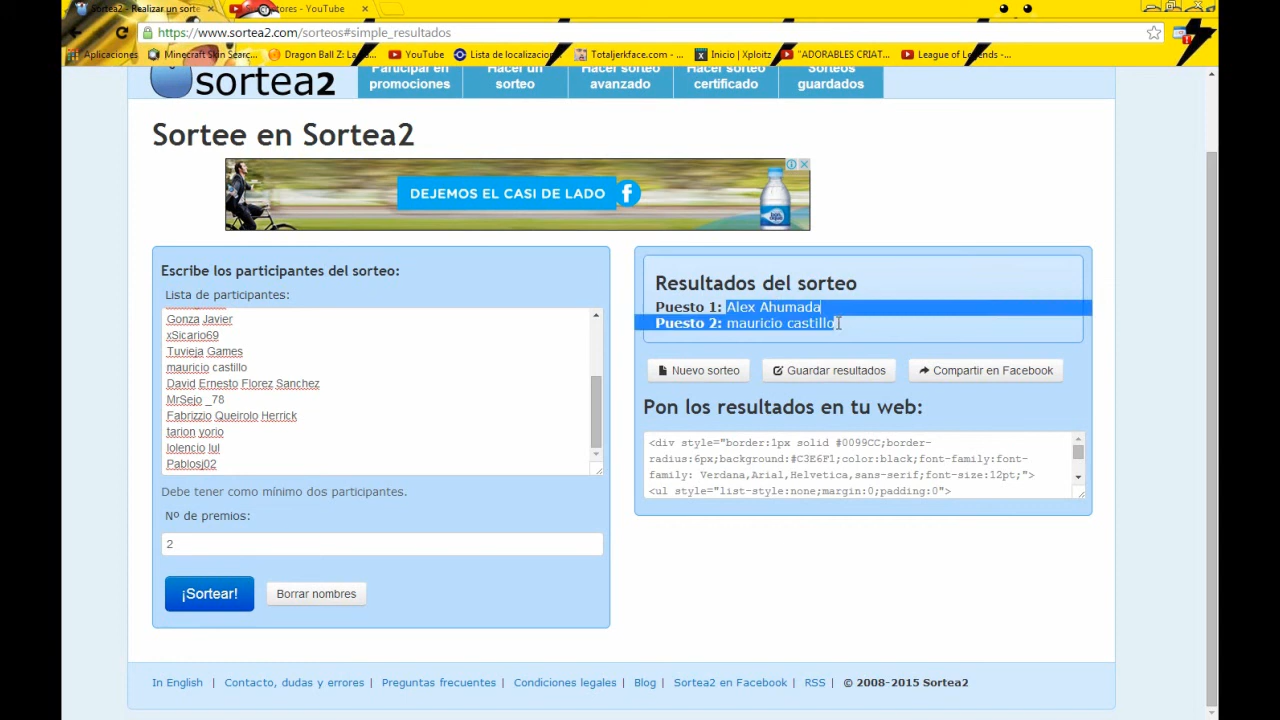 Sortea2 - Realizar un sorte
- YouTube
https://www.sortea2.com/sorteos#simple_resultados
Aplicaciones
Minecraft Skin Searc...
Dragon Ball Z:
YouTube
Lista de localizacion
Totaljerkface.com - ...
Inicio | Xploitz
"ADORABLES CRIAT...
League of Legends -...
sortea2
Participar en
promociones
Hacer un
sorteo
Hacer sorteo
avanzado
Hacer sorteo
certificado
Sorteos
guardados
Sortee en Sortea2
DEJEMOS EL CASI DE LADO
Escribe los participantes del sorteo:
Lista de participantes:
Gonza Javier
xSicario69
Tuvieja Games
mauricio castillo
David Ernesto Florez Sanchez
MrSejo _78
Fabrizzio Queirolo Herrick
tarion yorio
lolencio lul
Pablosj02
Debe tener como mínimo dos participantes.
Nº de premios:
2
¡Sortear!
Borrar nombres
Resultados del sorteo
Puesto 1: Alex Ahumada
Puesto 2: mauricio castillo
Nuevo sorteo
Guardar resultados
Compartir en Facebook
Pon los resultados en tu web:
<div style="border:1px solid #0099CC;border-
radius:6px;background:#C3E6F1;color:black;font-family:font-
family: Verdana,Arial,Helvetica,sans-serif;font-size:12pt;">
<ul style="list-style:none;margin:0;padding:0">
In English | Contacto, dudas y errores | Preguntas frecuentes | Condiciones legales | Blog | Sortea2 en Facebook | RSS | © 2008-2015 Sortea2